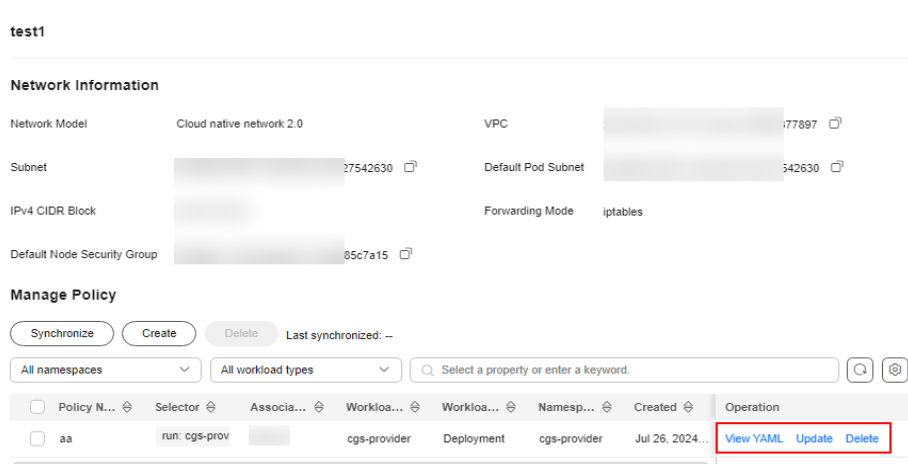 test1
Network Information
Network Model Cloud native network 2.0 VPC 877897
Subnet 27542630 Default Pod Subnet 542630
IPv4 CIDR Block Forwarding Mode iptables
Default Node Security Group 85c7a15
Manage Policy
Synchronize Create Delete Last synchronized: --
All namespaces All workload types Select a property or enter a keyword.
Policy N... Selector Associa... Workloa... Workloa... Namesp... Created Operation
aa run: cgs-prov cgs-provider Deployment cgs-provider Jul 26, 2024... View YAML Update Delete